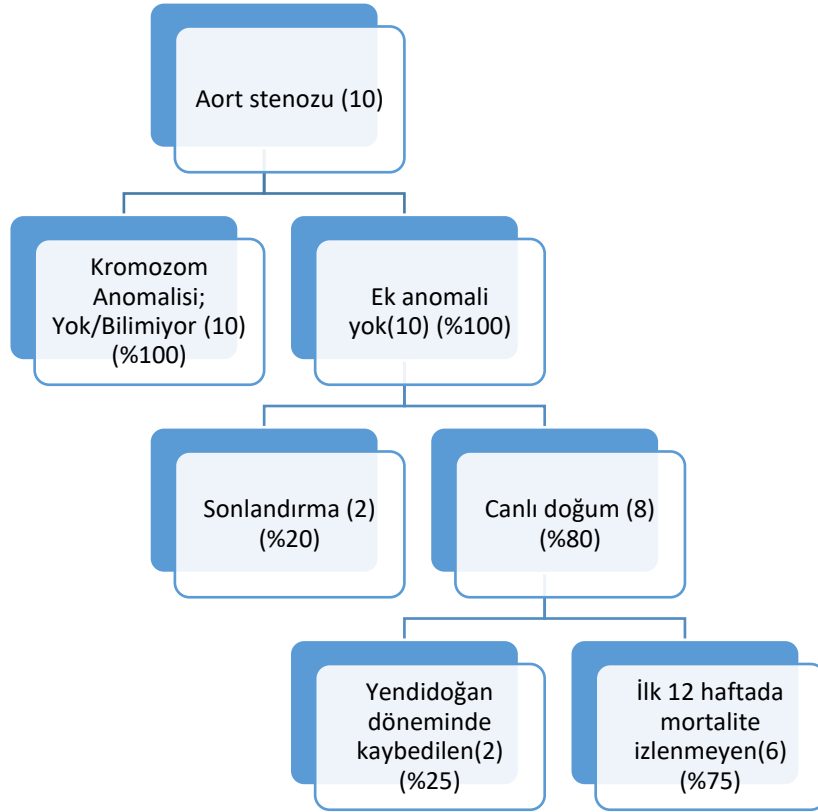 Aort stenozu (10)
Kromozom
Anomalisi;
Yok/Bilimiyor (10)
(%100)
Ek anomali
yok(10) (%100)
Sonlandırma (2)
(%20)
Canlı doğum (8)
(%80)
Yendidoğan
döneminde
kaybedilen(2)
(%25)
İlk 12 haftada
mortalite
izlenmeyen(6)
(%75)